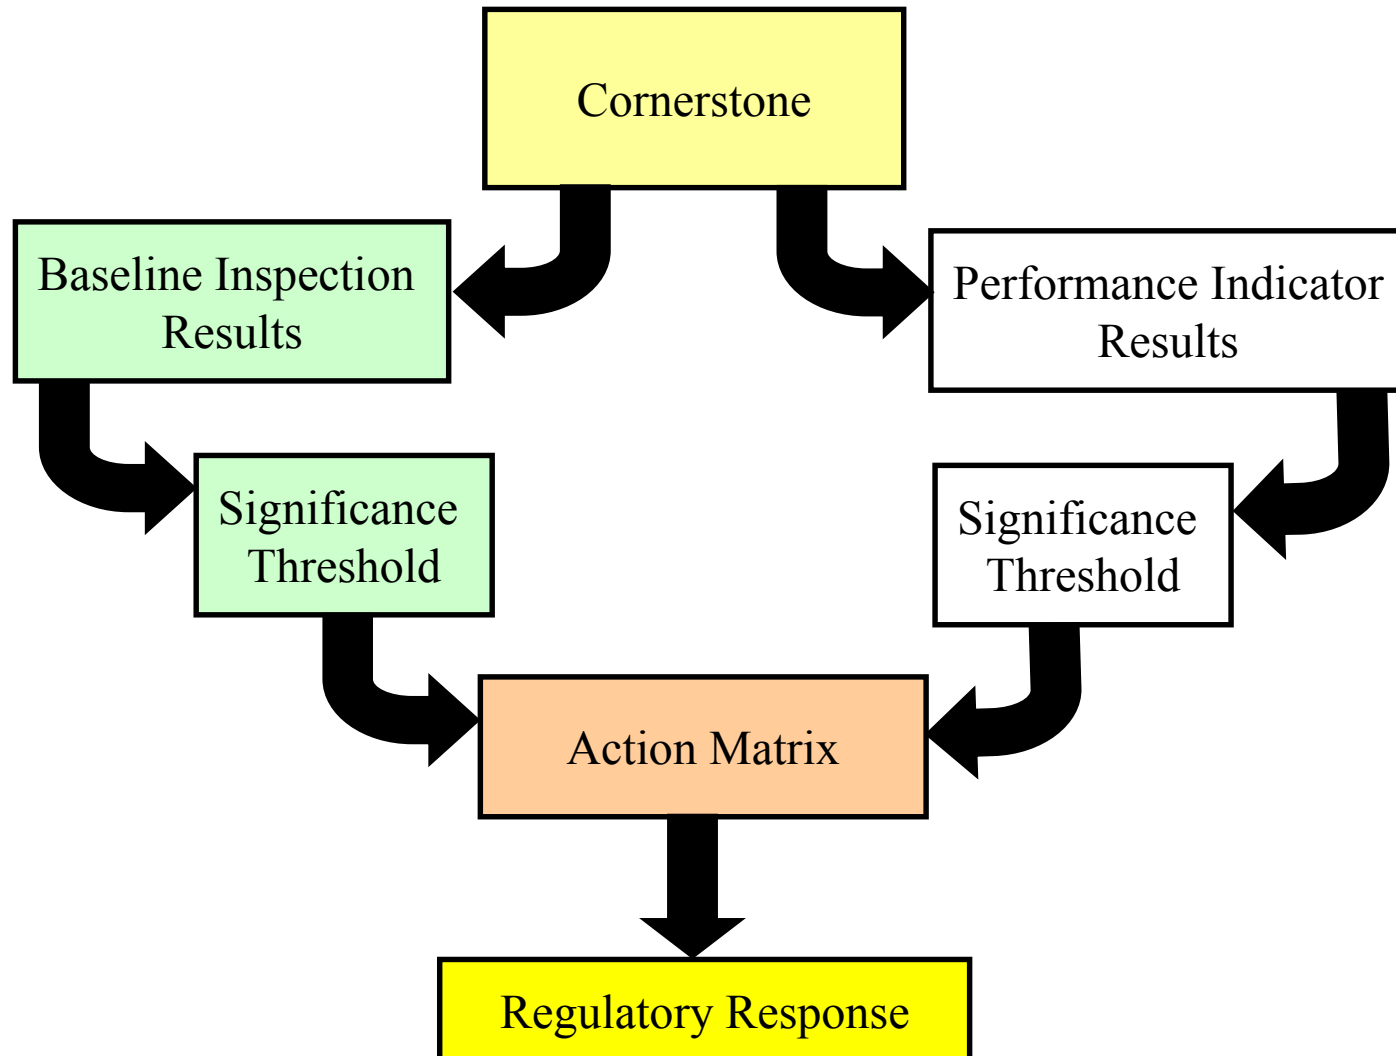 Cornerstone
Baseline Inspection
Results
Performance Indicator
Results
Significance
Threshold
Significance
Threshold
Action Matrix
Regulatory Response